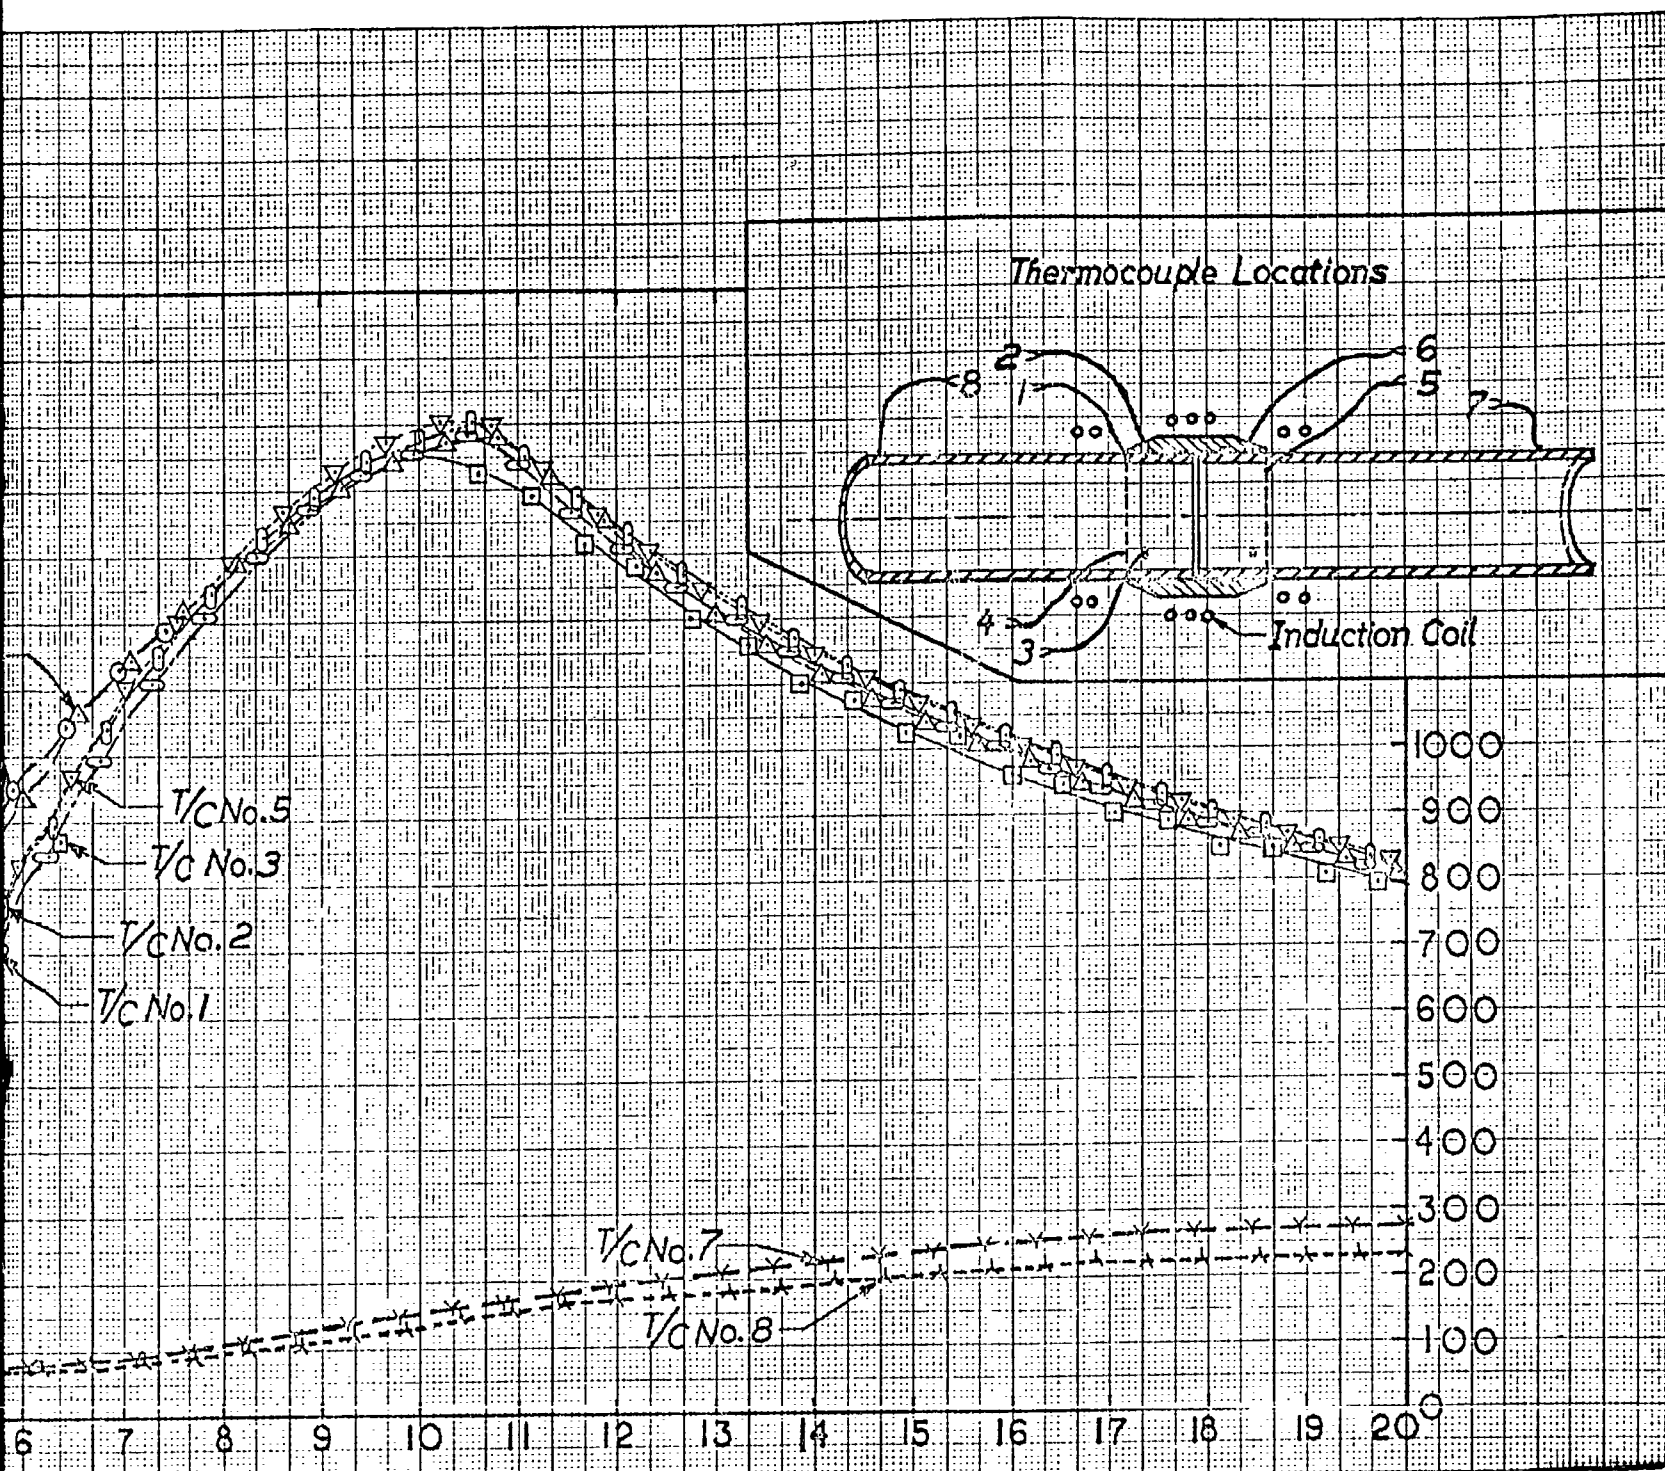 Thermocouple Locations
2
6
8
1
5
7
4
3
Induction Coil
T/C No.5
T/C No.3
T/C No.2
T/C No.1
T/C No.7
T/C No.8
1000
900
800
700
600
500
400
300
200
100
0
6 7 8 9 10 11 12 13 14 15 16 17 18 19 20